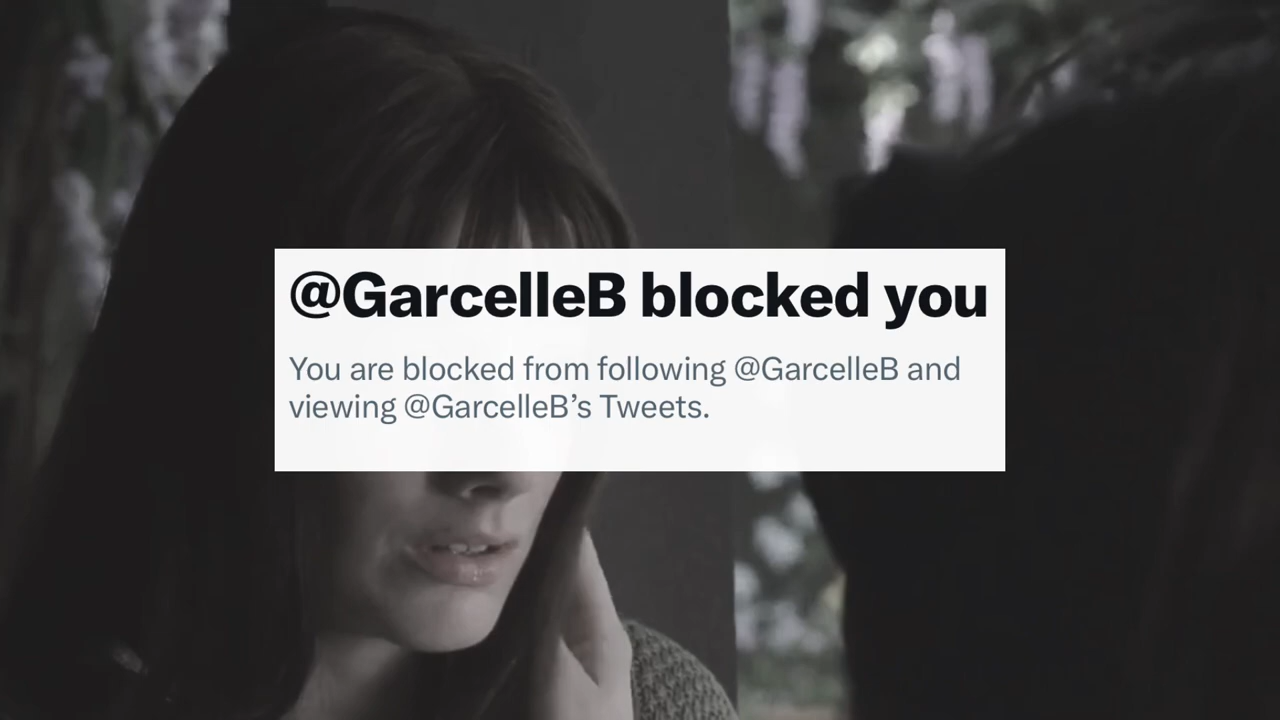 @GarcelleB blocked you
You are blocked from following @GarcelleB and
viewing @GarcelleB’s Tweets.